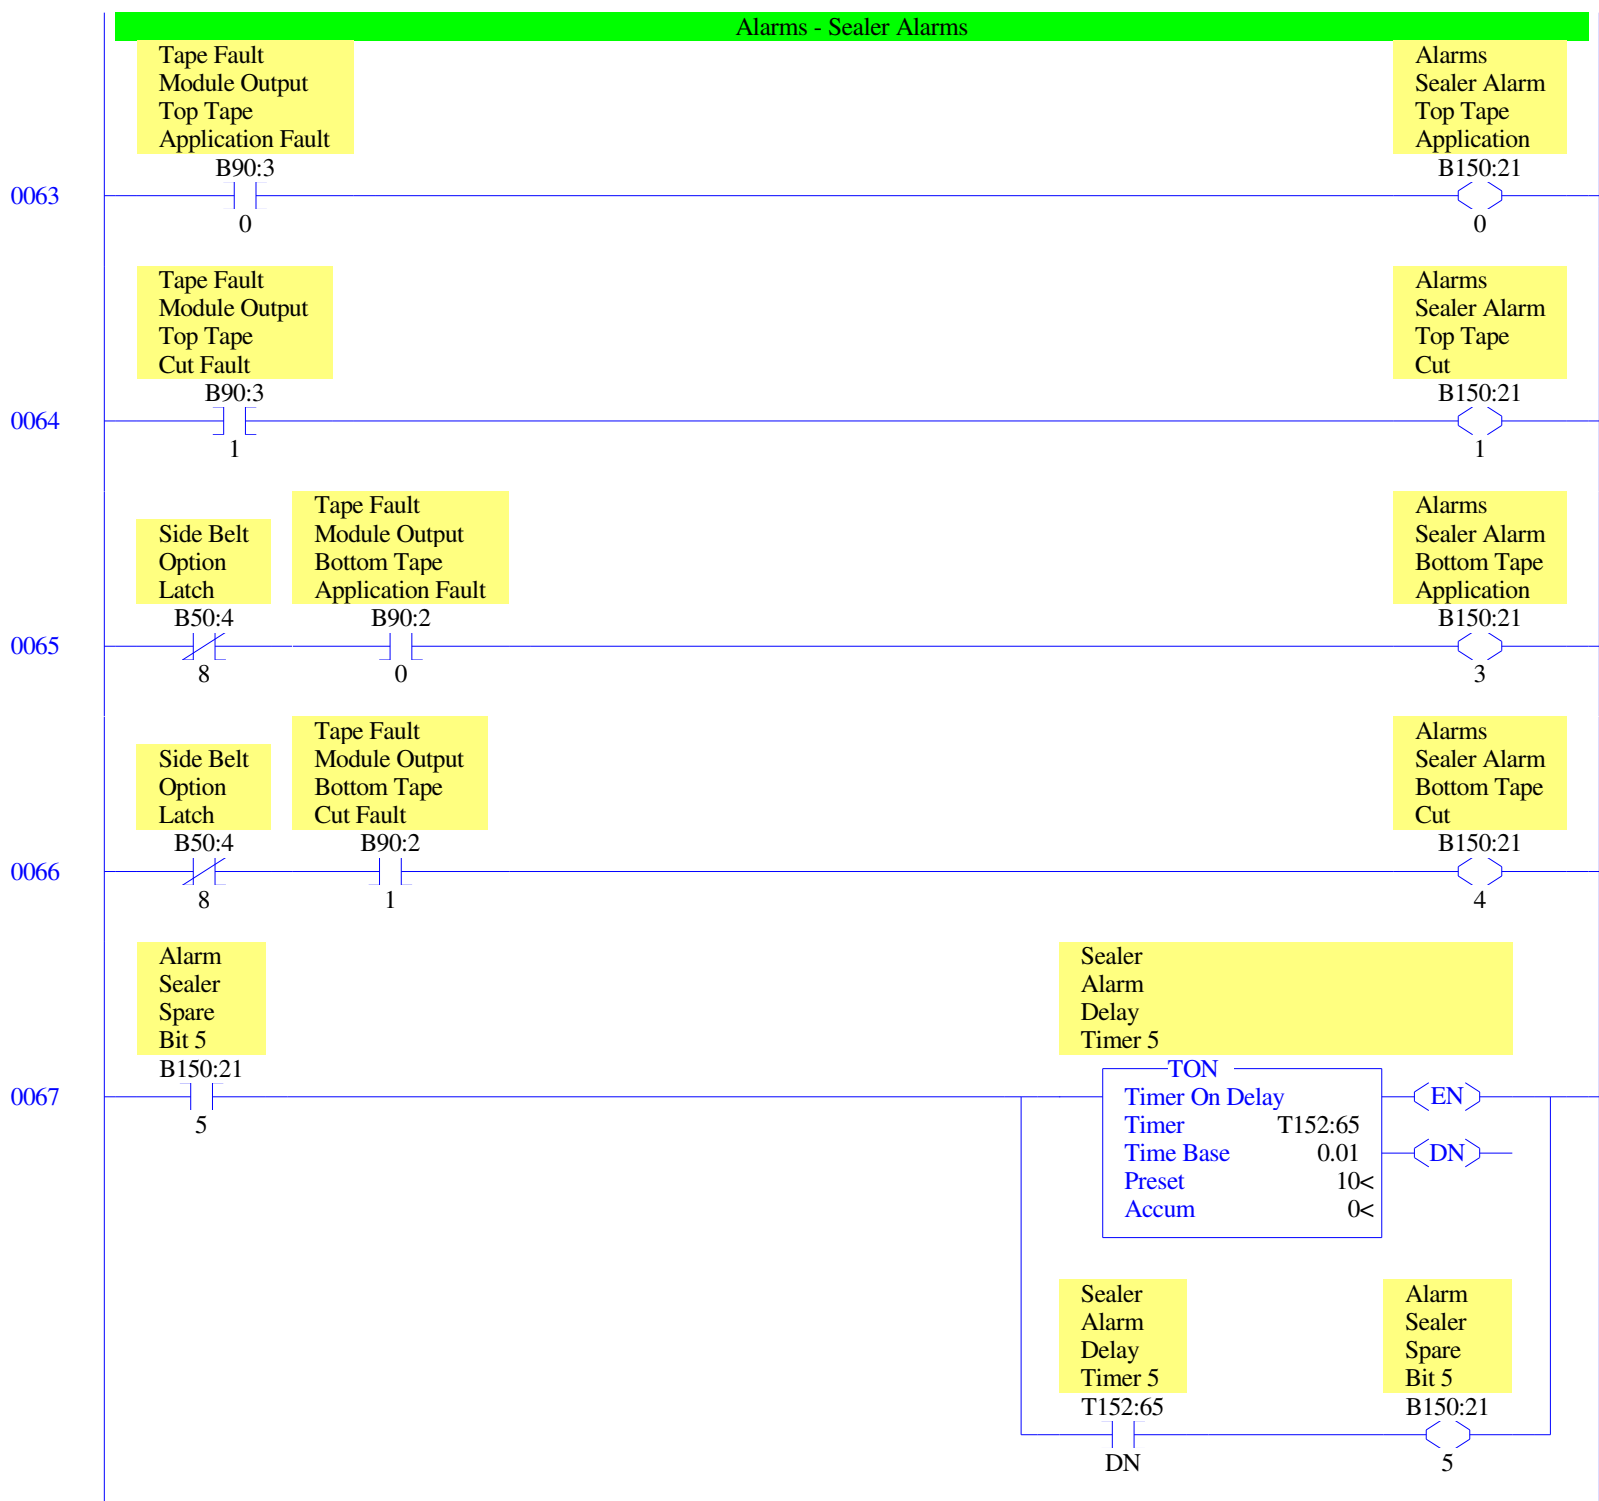 Alarms - Sealer Alarms
Tape Fault
Module Output
Top Tape
Application Fault
B90:3
0
Alarms
Sealer Alarm
Top Tape
Application
B150:21
0
0063
Tape Fault
Module Output
Top Tape
Cut Fault
B90:3
1
Alarms
Sealer Alarm
Top Tape
Cut
B150:21
1
0064
Side Belt
Option
Latch
B50:4
8
Tape Fault
Module Output
Bottom Tape
Application Fault
B90:2
0
Alarms
Sealer Alarm
Bottom Tape
Application
B150:21
3
0065
Side Belt
Option
Latch
B50:4
8
Tape Fault
Module Output
Bottom Tape
Cut Fault
B90:2
1
Alarms
Sealer Alarm
Bottom Tape
Cut
B150:21
4
0066
Alarm
Sealer
Spare
Bit 5
B150:21
5
0067
Sealer
Alarm
Delay
Timer 5
TON
Timer On Delay
Timer T152:65
Time Base 0.01
Preset 10<
Accum 0<
EN
DN
Sealer
Alarm
Delay
Timer 5
T152:65
DN
Alarm
Sealer
Spare
Bit 5
B150:21
5